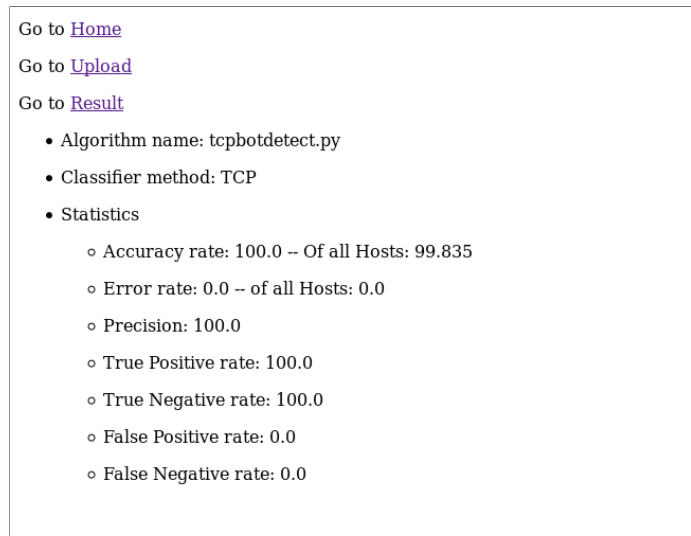 Go to Home
Go to Upload
Go to Result
Algorithm name: tcpbotdetect.py
Classifier method: TCP
Statistics
Accuracy rate: 100.0 -- Of all Hosts: 99.835
Error rate: 0.0 -- of all Hosts: 0.0
Precision: 100.0
True Positive rate: 100.0
True Negative rate: 100.0
False Positive rate: 0.0
False Negative rate: 0.0